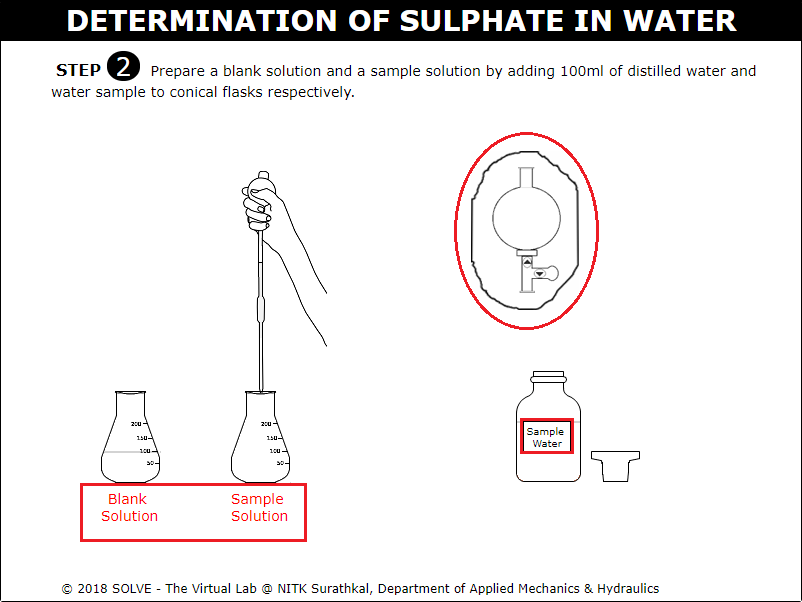 DETERMINATION OF SULPHATE IN WATER
STEP 2 Prepare a blank solution and a sample solution by adding 100ml of distilled water and
water sample to conical flasks respectively.
200
150
100
50
200
150
100
50
Sample
Water
Blank
Solution
Sample
Solution
© 2018 SOLVE - The Virtual Lab @ NITK Surathkal, Department of Applied Mechanics & Hydraulics